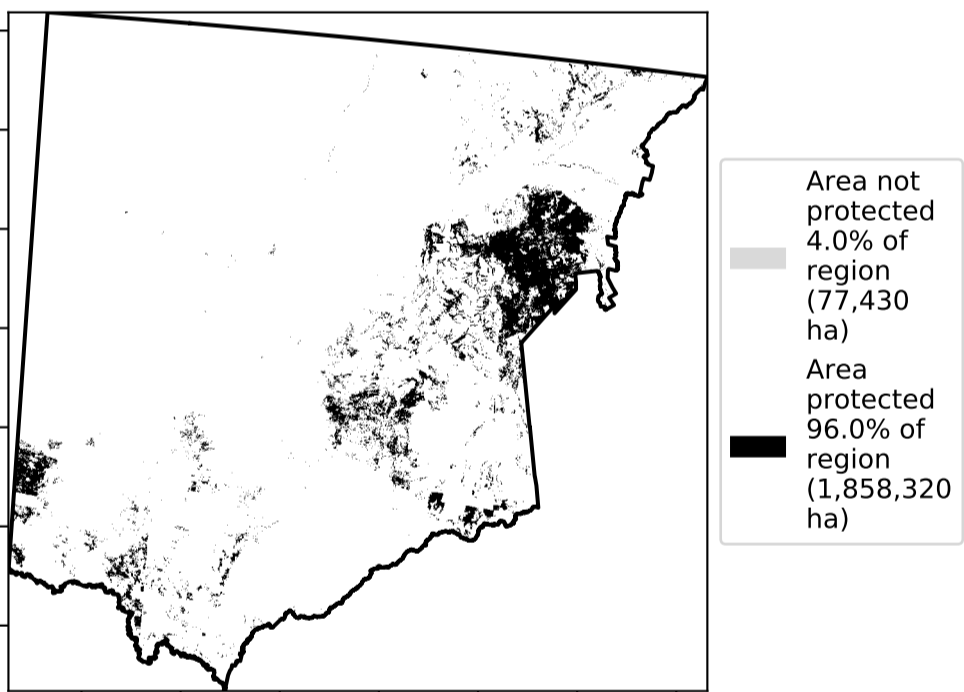 Area not
protected
4.0% of
region
(77,430
ha)
Area
protected
96.0% of
region
(1,858,320
ha)